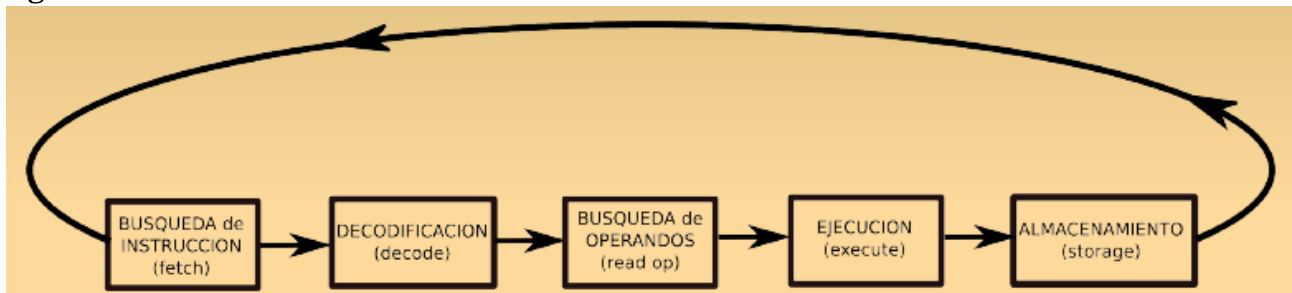 BUSQUEDA de
INSTRUCCION
(fetch)
DECODIFICACION
(decode)
BUSQUEDA de
OPERANDOS
(read op)
EJECUCION
(execute)
ALMACENAMIENTO
(storage)